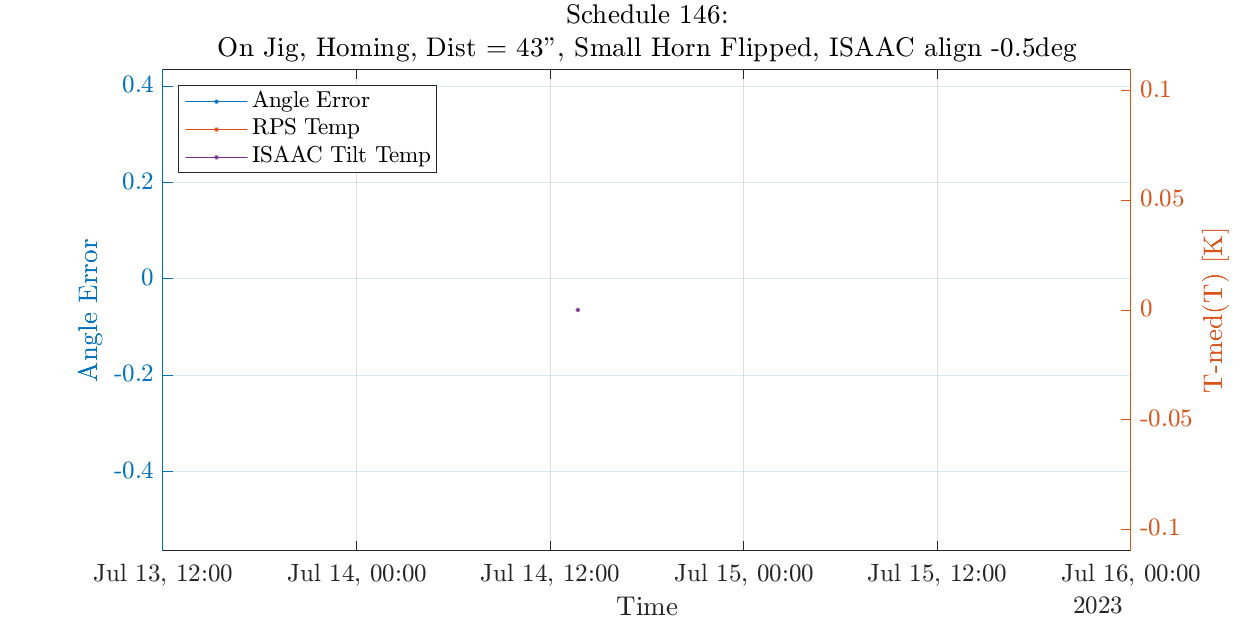 Schedule 146:
On Jig, Homing, Dist = 43", Small Horn Flipped, ISAAC align -0.5deg
Angle Error
RPS Temp
ISAAC Tilt Temp
0.4
0.2
0
-0.2
-0.4
Angle Error
0.1
0.05
0
-0.05
-0.1
T-med(T) [K]
Jul 13, 12:00
Jul 14, 00:00
Jul 14, 12:00
Jul 15, 00:00
Jul 15, 12:00
Jul 16, 00:00
Time
2023